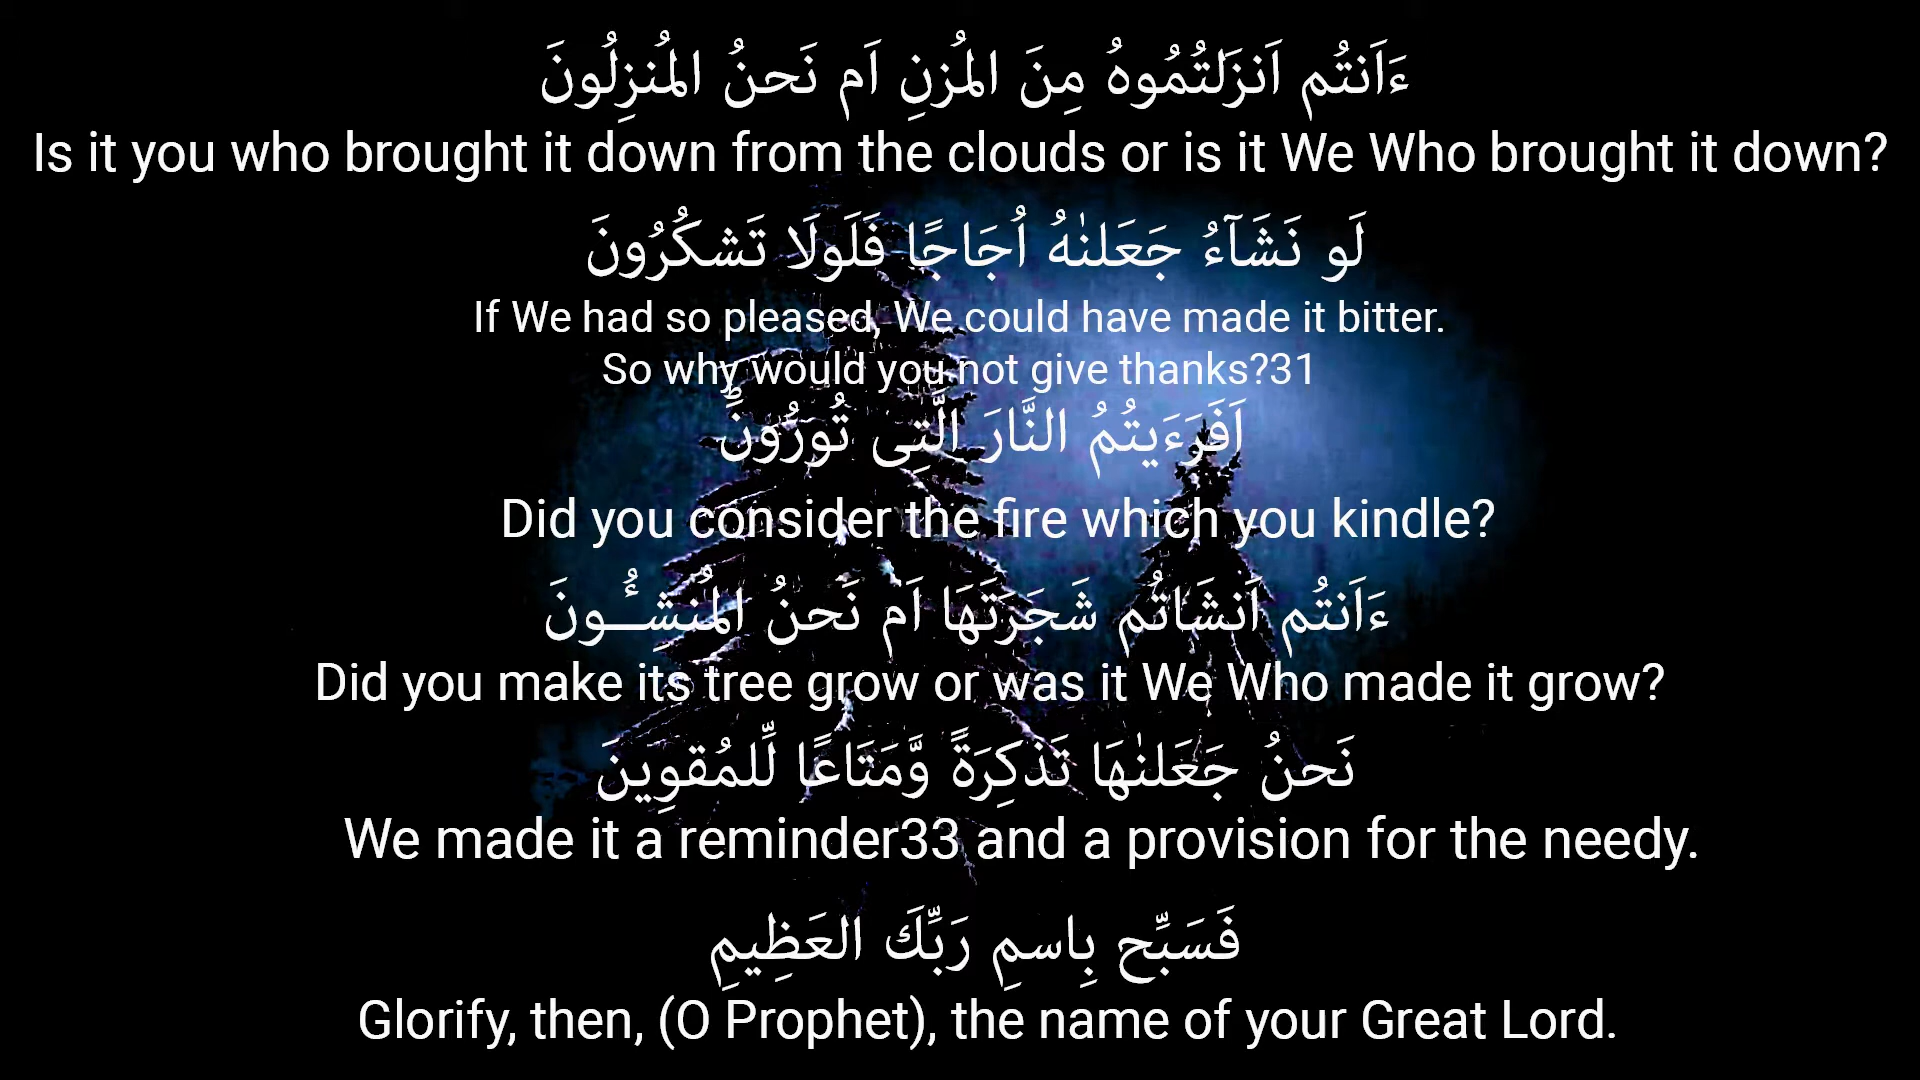 ءَاَنتُم اَنزَلتُمُوهُ مِنَ المُزنِ اَم نَحنُ المُنزِلُونَ
Is it you who brought it down from the clouds or is it We Who brought it down?
لَو نَشَآءُ جَعَلنٰهُ اُجَاجًا فَلَولَا تَشكُرُونَ
If We had so pleased, We could have made it bitter.
So why would you not give thanks?31
اَفَرَءَيتُمُ النَّارَ الَّتِى تُورُونَؕ
Did you consider the fire which you kindle?
ءَاَنتُم اَنشَاتُم شَجَرَتَهَا اَم نَحنُ المُنشِـُٔـونَ
Did you make its tree grow or was it We Who made it grow?
نَحنُ جَعَلنٰهَا تَذكِرَةً وَّمَتَاعًا لِّلمُقوِينَ
We made it a reminder33 and a provision for the needy.
فَسَبِّح بِاسمِ رَبِّكَ العَظِيمِ
Glorify, then, (O Prophet), the name of your Great Lord.